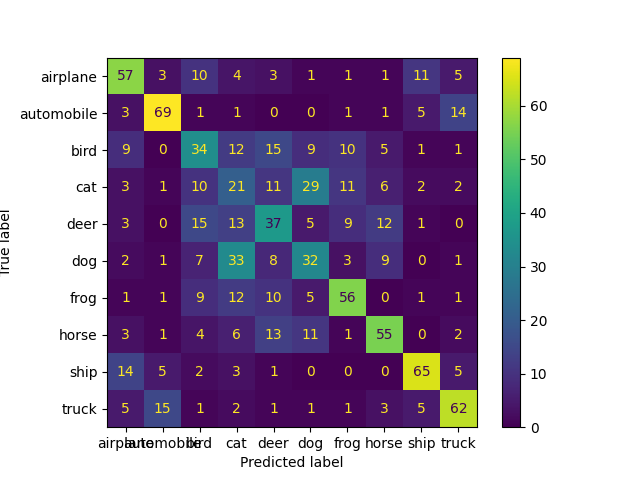 airplane 57 3 10 4 3 1 1 1 11 5
automobile 3 69 1 1 0 0 1 1 5 14 60
bird 9 0 34 12 15 9 10 5 1 1 50
cat 3 1 10 21 11 29 11 6 2 2
deer 3 0 15 13 37 5 9 12 1 0 40
True label
dog 2 1 7 33 8 32 3 9 0 1 30
frog 1 1 9 12 10 5 56 0 1 1
horse 3 1 4 6 13 11 1 55 0 2 20
ship 14 5 2 3 1 0 0 0 65 5 10
truck 5 15 1 2 1 1 1 3 5 62
0
airplane automobile bird cat deer dog frog horse ship truck
Predicted label